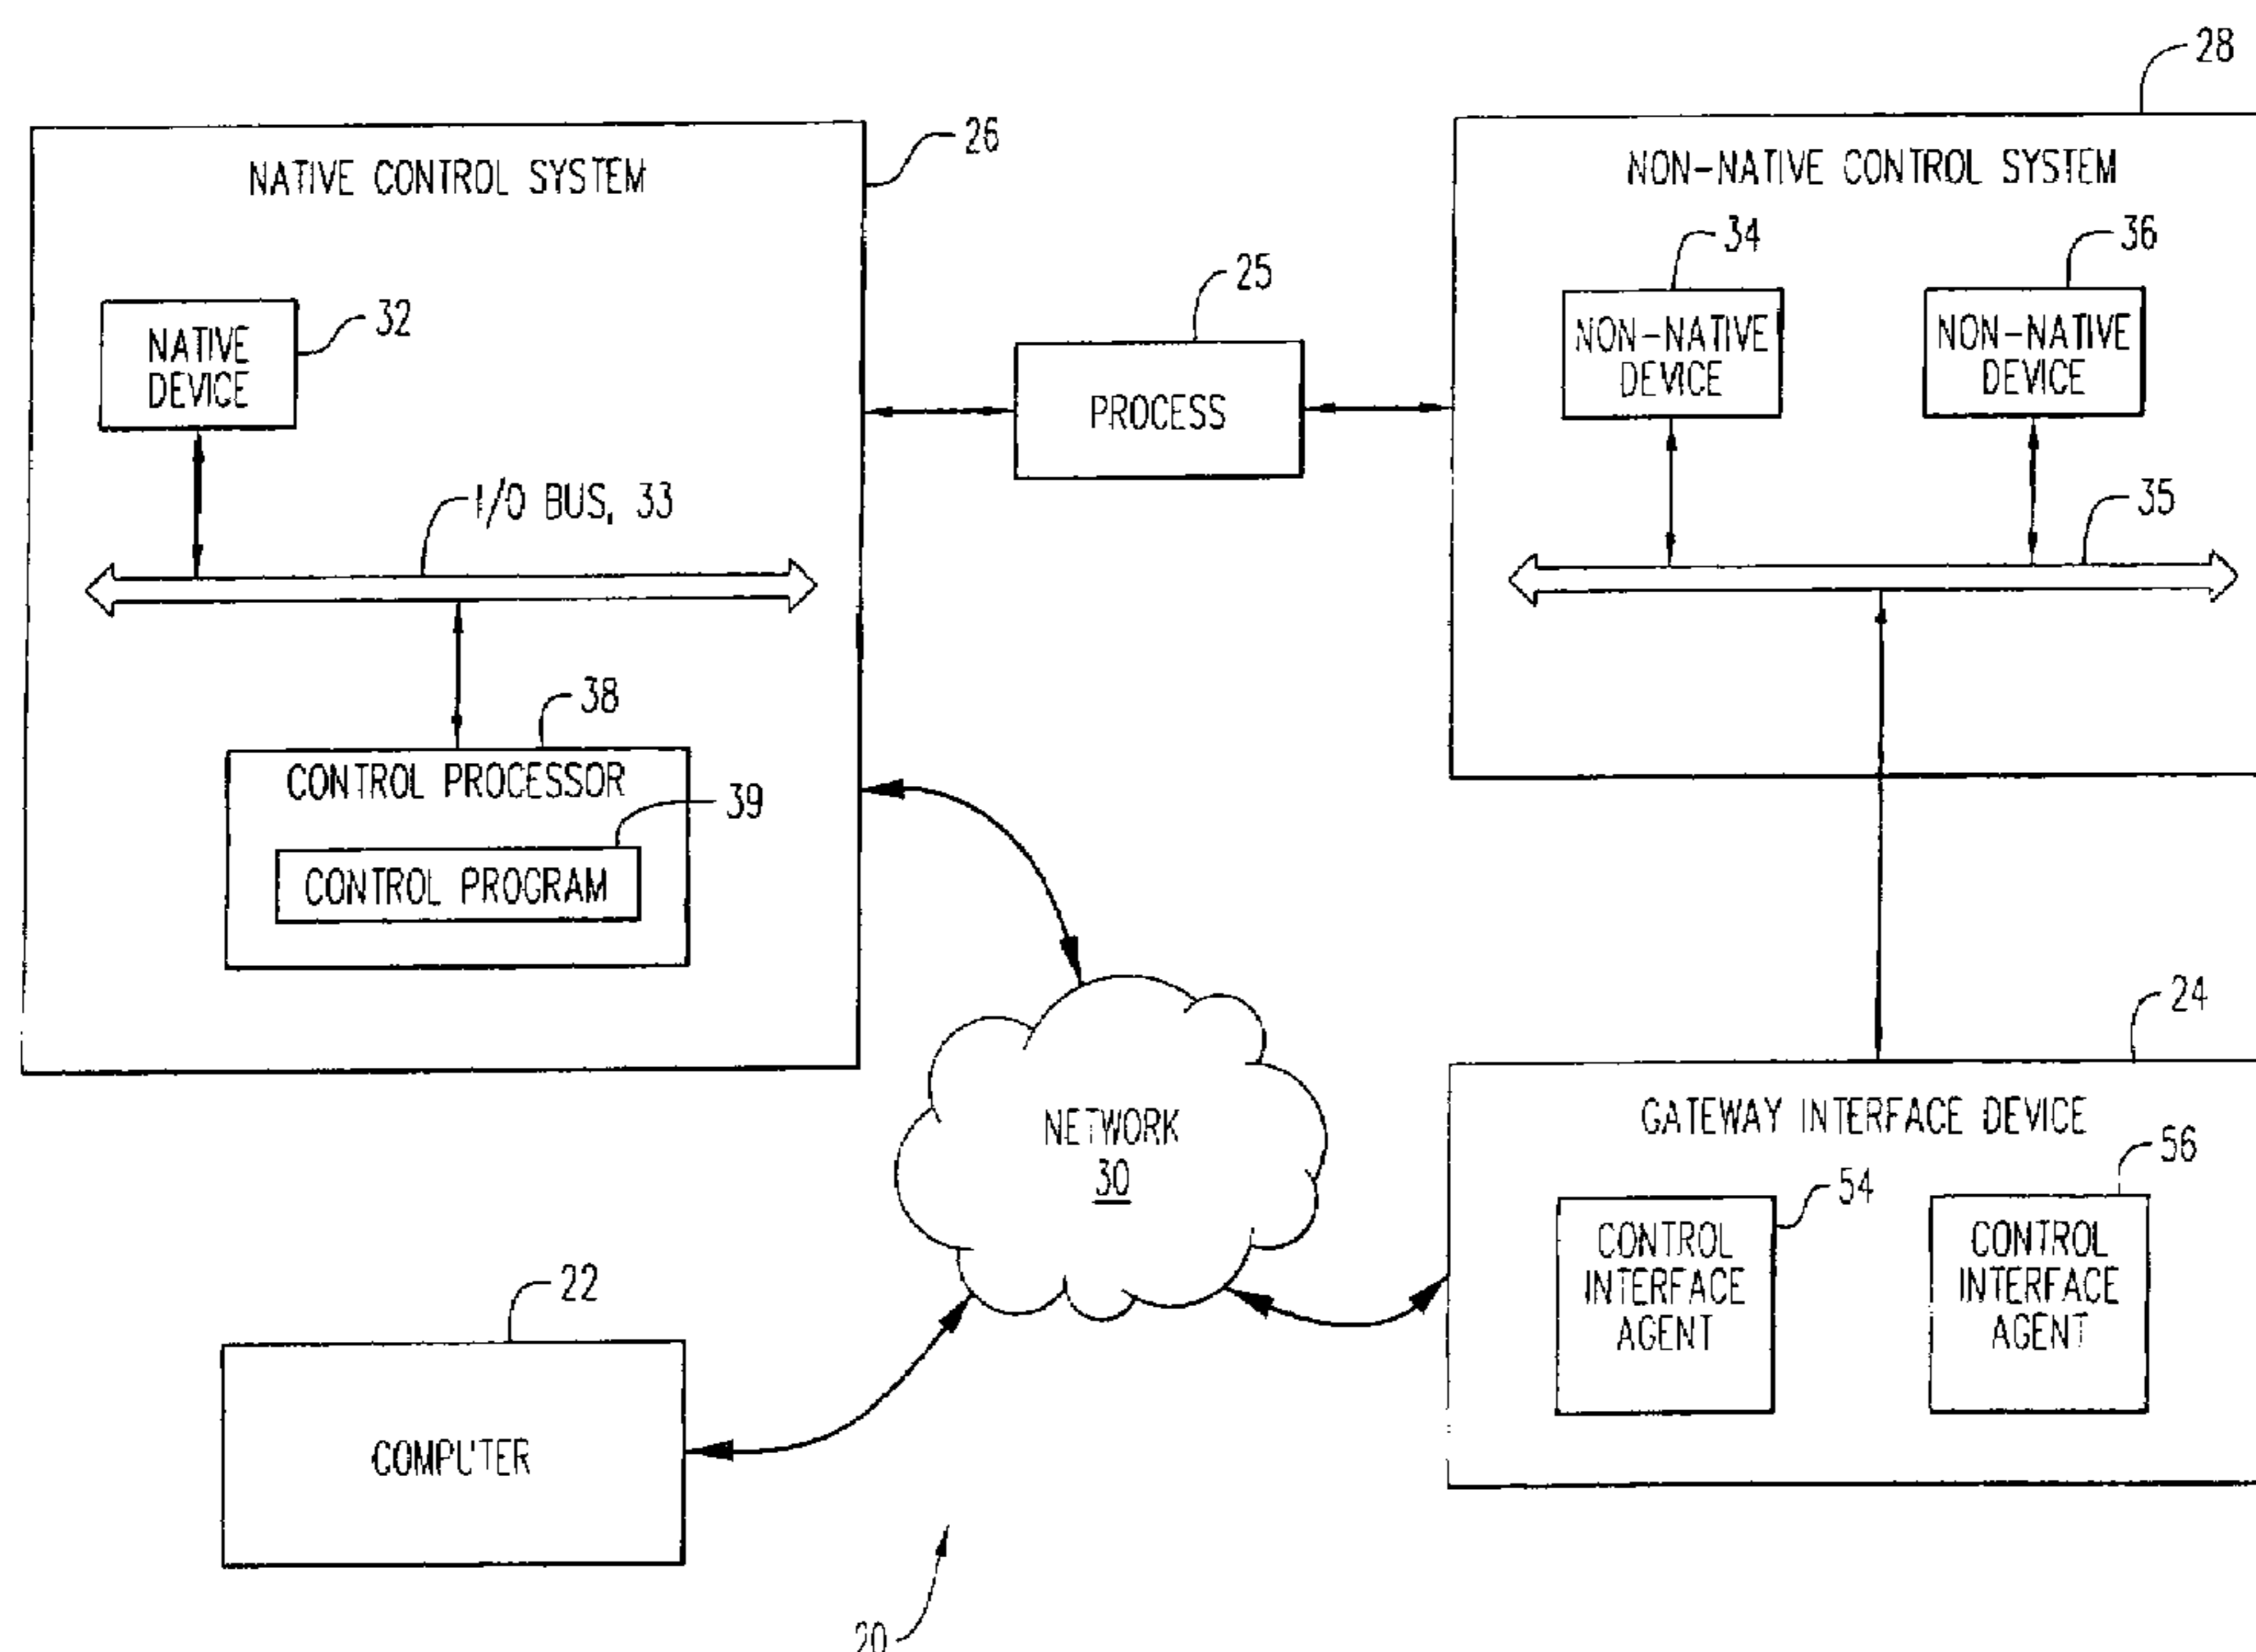 28
26
NATIVE CONTROL SYSTEM
NON-NATIVE CONTROL SYSTEM
34
36
25
32
NATIVE
DEVICE
NON-NATIVE
DEVICE
NON-NATIVE
DEVICE
PROCESS
I/O BUS, 33
35
38
CONTROL PROCESSOR
39
CONTROL PROGRAM
24
GATEWAY INTERFACE DEVICE
NETWORK
30
56
54
CONTROL
INTERFACE
AGENT
CONTROL
INTERFACE
AGENT
22
COMPUTER
20